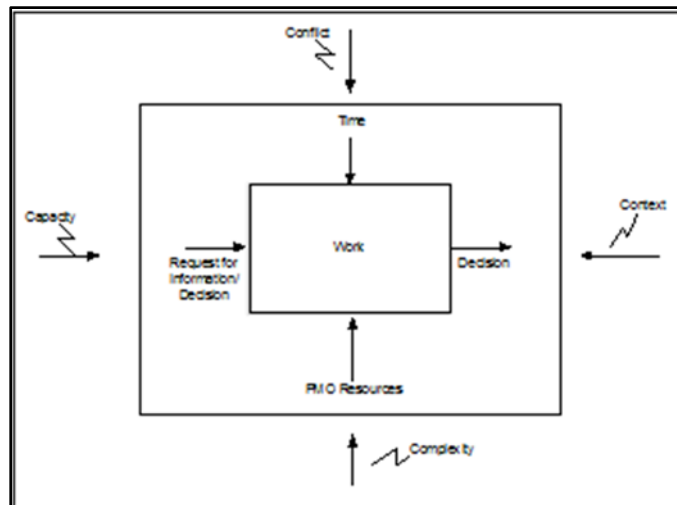 Conflict
Time
Capacity
Context
Work
Request for
Information/
Decision
Decision
PMO Resources
Complexity